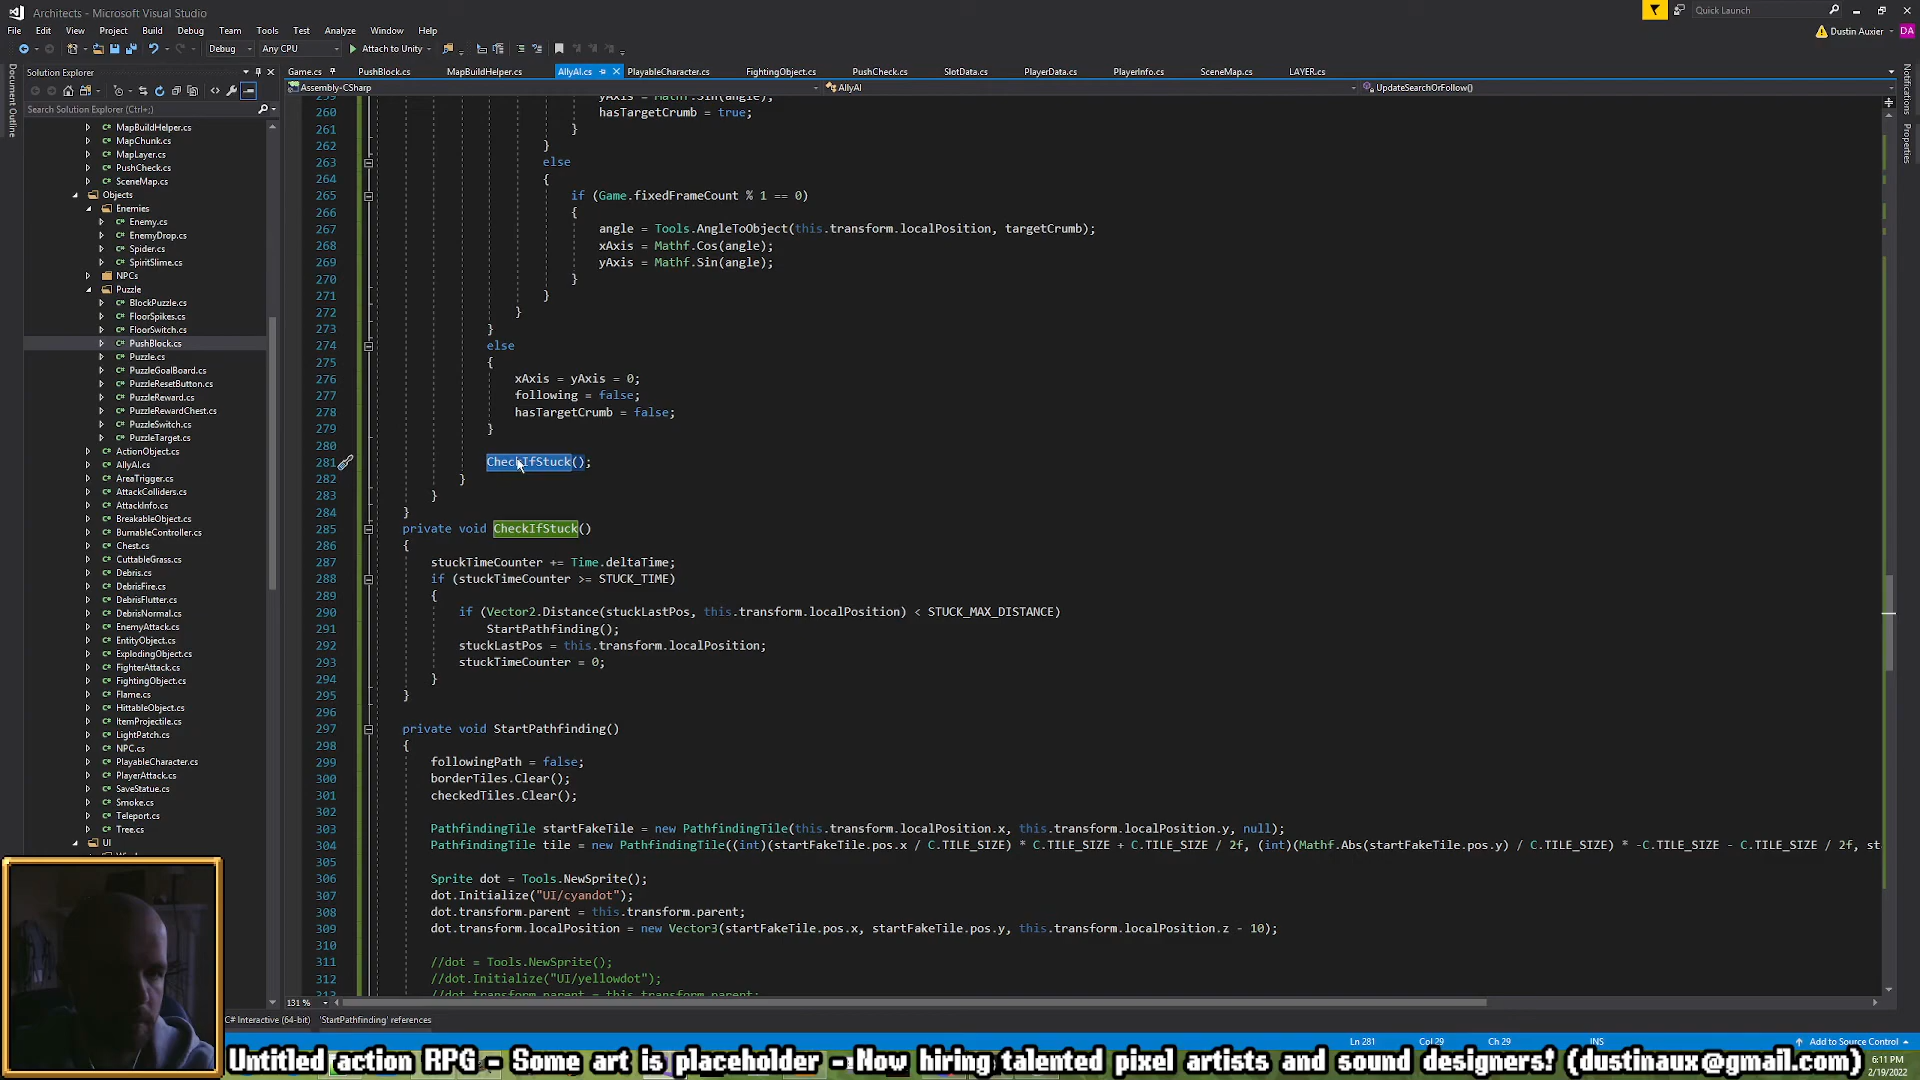 Architects - Microsoft Visual Studio
Quick Launch
File Edit View Project Build Debug Team Tools Test Analyze Window Help
Dustin Auxier DA
Debug Any CPU Attach to Unity
Document Outline
Solution Explorer
Search Solution Explorer (Ctrl+;)
MapBuildHelper.cs
MapChunk.cs
MapLayer.cs
PushCheck.cs
SceneMap.cs
Objects
Enemies
Enemy.cs
EnemyDrop.cs
Spider.cs
SpiritSlime.cs
NPCs
Puzzle
BlockPuzzle.cs
FloorSpikes.cs
FloorSwitch.cs
PushBlock.cs
Puzzle.cs
PuzzleGoalBoard.cs
PuzzleResetButton.cs
PuzzleReward.cs
PuzzleRewardChest.cs
PuzzleSwitch.cs
PuzzleTarget.cs
ActionObject.cs
AllyAI.cs
AreaTrigger.cs
AttackColliders.cs
AttackInfo.cs
BreakableObject.cs
BurnableController.cs
Chest.cs
CuttableGrass.cs
Debris.cs
DebrisFire.cs
DebrisFlutter.cs
DebrisNormal.cs
EnemyAttack.cs
EntityObject.cs
ExplodingObject.cs
FighterAttack.cs
FightingObject.cs
Flame.cs
HittableObject.cs
ItemProjectile.cs
LightPatch.cs
NPC.cs
PlayableCharacter.cs
PlayerAttack.cs
SaveStatue.cs
Smoke.cs
Teleport.cs
Tree.cs
UI
Game.cs PushBlock.cs MapBuildHelper.cs AllyAI.cs PlayableCharacter.cs FightingObject.cs PushCheck.cs SlotData.cs PlayerData.cs PlayerInfo.cs SceneMap.cs LAYER.cs
Assembly-CSharp AllyAI UpdateSearchOrFollow()
259 yAxis = Mathf.Sin(angle);
260 hasTargetCrumb = true;
261 }
262 }
263 else
264 {
265 if (Game.fixedFrameCount % 1 == 0)
266 {
267 angle = Tools.AngleToObject(this.transform.localPosition, targetCrumb);
268 xAxis = Mathf.Cos(angle);
269 yAxis = Mathf.Sin(angle);
270 }
271 }
272 }
273 }
274 else
275 {
276 xAxis = yAxis = 0;
277 following = false;
278 hasTargetCrumb = false;
279 }
280
281 CheckIfStuck();
282 }
283 }
284 }
285 private void CheckIfStuck()
286 {
287 stuckTimeCounter += Time.deltaTime;
288 if (stuckTimeCounter >= STUCK_TIME)
289 {
290 if (Vector2.Distance(stuckLastPos, this.transform.localPosition) < STUCK_MAX_DISTANCE)
291 StartPathfinding();
292 stuckLastPos = this.transform.localPosition;
293 stuckTimeCounter = 0;
294 }
295 }
296
297 private void StartPathfinding()
298 {
299 followingPath = false;
300 borderTiles.Clear();
301 checkedTiles.Clear();
302
303 PathfindingTile startFakeTile = new PathfindingTile(this.transform.localPosition.x, this.transform.localPosition.y, null);
304 PathfindingTile tile = new PathfindingTile((int)(startFakeTile.pos.x / C.TILE_SIZE) * C.TILE_SIZE + C.TILE_SIZE / 2f, (int)(Mathf.Abs(startFakeTile.pos.y) / C.TILE_SIZE) * -C.TILE_SIZE - C.TILE_SIZE / 2f, st
305
306 Sprite dot = Tools.NewSprite();
307 dot.Initialize("UI/cyandot");
308 dot.transform.parent = this.transform.parent;
309 dot.transform.localPosition = new Vector3(startFakeTile.pos.x, startFakeTile.pos.y, this.transform.localPosition.z - 10);
310
311 //dot = Tools.NewSprite();
312 //dot.Initialize("UI/yellowdot");
313 //dot.transform.parent = this.transform.parent;
131 %
C# Interactive (64-bit) 'StartPathfinding' references
Ln 281 Col 29 Ch 29 INS Add to Source Control
Notifications
Properties
Untitled action RPG - Some art is placeholder - Now hiring talented pixel artists and sound designers! (dustinaux@gmail.com)
6:11 PM
2/19/2022